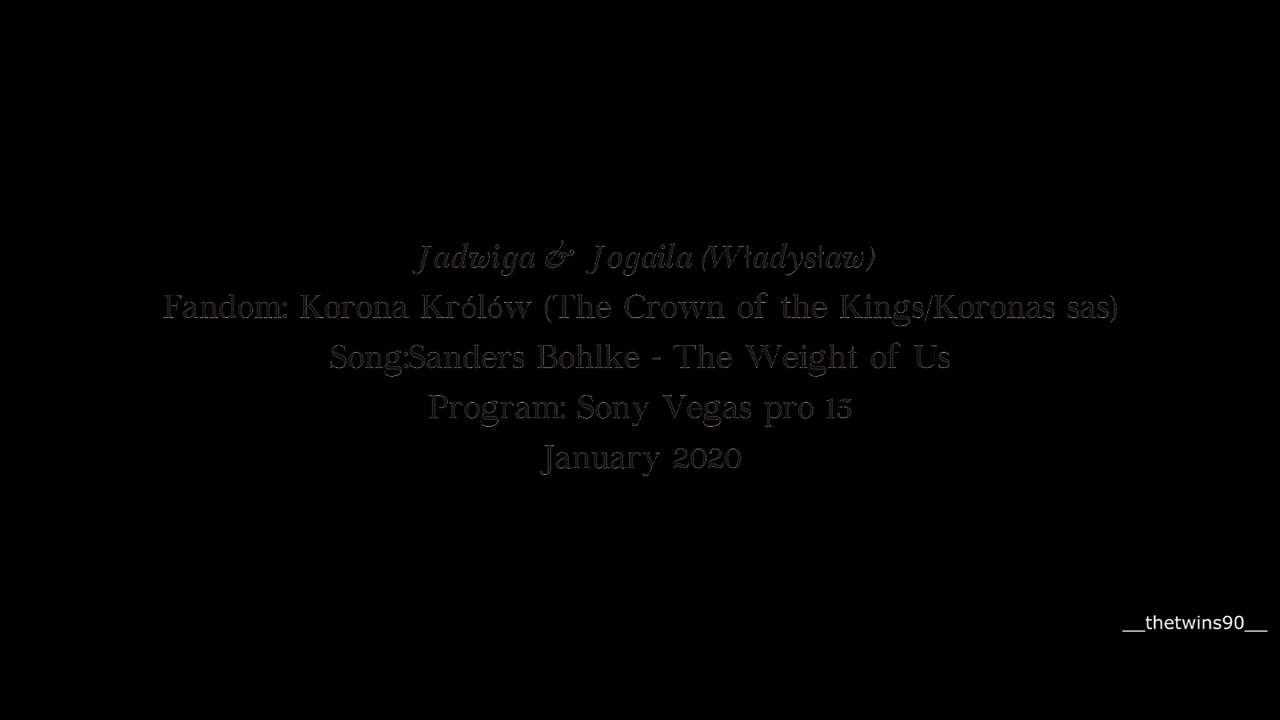 Jadwiga & Jogaila (Władysław)
Fandom: Korona Królów (The Crown of the Kings/Koronas sas)
Song:Sanders Bohlke - The Weight of Us
Program: Sony Vegas pro 15
January 2020
__thetwins90__